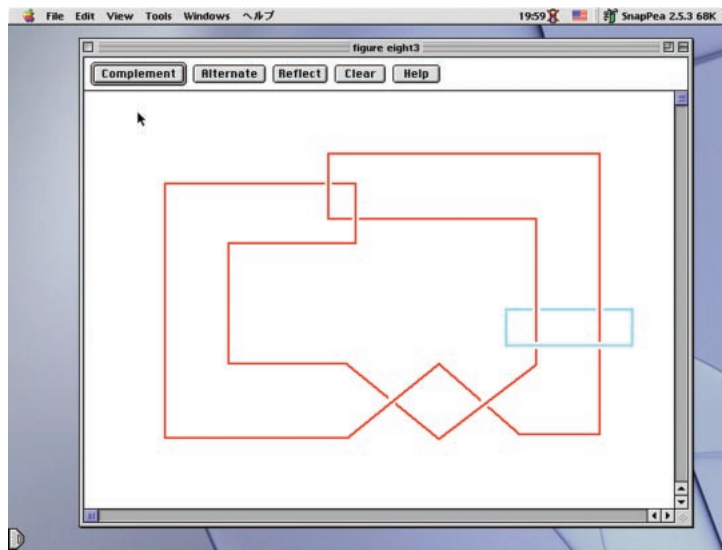 File Edit View Tools Windows ヘルプ 19:59 SnapPea 2.5.3 68K
figure eight3
Complement Alternate Reflect Clear Help